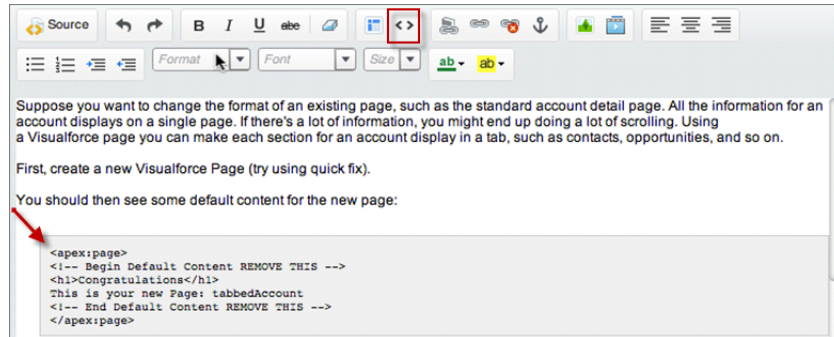 Source B I U abc
Format Font Size ab ab
Suppose you want to change the format of an existing page, such as the standard account detail page. All the information for an
account displays on a single page. If there's a lot of information, you might end up doing a lot of scrolling. Using
a Visualforce page you can make each section for an account display in a tab, such as contacts, opportunities, and so on.
First, create a new Visualforce Page (try using quick fix).
You should then see some default content for the new page:
<apex:page>
<!-- Begin Default Content REMOVE THIS -->
<h1>Congratulations</h1>
This is your new Page: tabbedAccount
<!-- End Default Content REMOVE THIS -->
</apex:page>